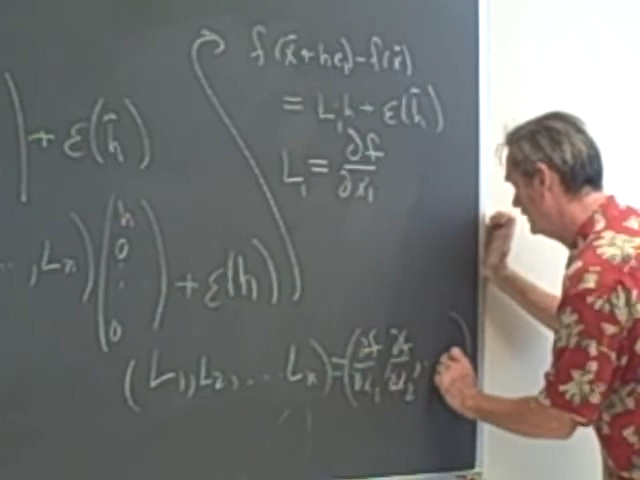 | + ε(h̄)
.., Lₙ) (h 0 ⋮ 0) + ε(h)
f(x̄+he₁)-f(x̄)
= L₁h + ε(h̄)
L₁ = ∂f/∂x₁
(L₁, L₂, ... Lₙ) = (∂f/∂x₁, ∂f/∂x₂, )